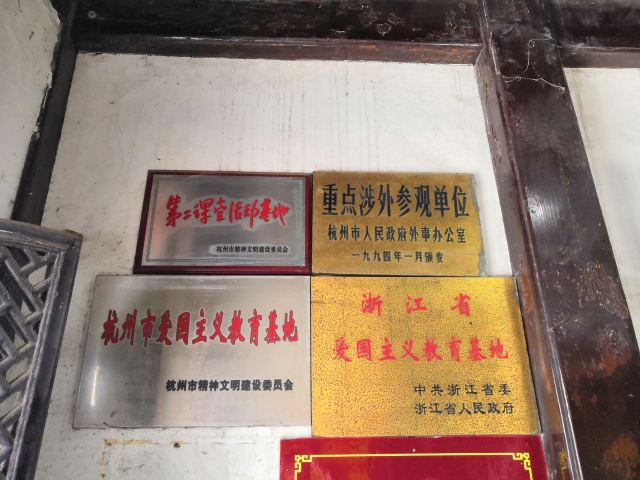 第二课堂活动基地
杭州市精神文明建设委员会
重点涉外参观单位
杭州市人民政府外事办公室
一九九四年一月颁发
杭州市爱国主义教育基地
杭州市精神文明建设委员会
浙江省
爱国主义教育基地
中共浙江省委
浙江省人民政府